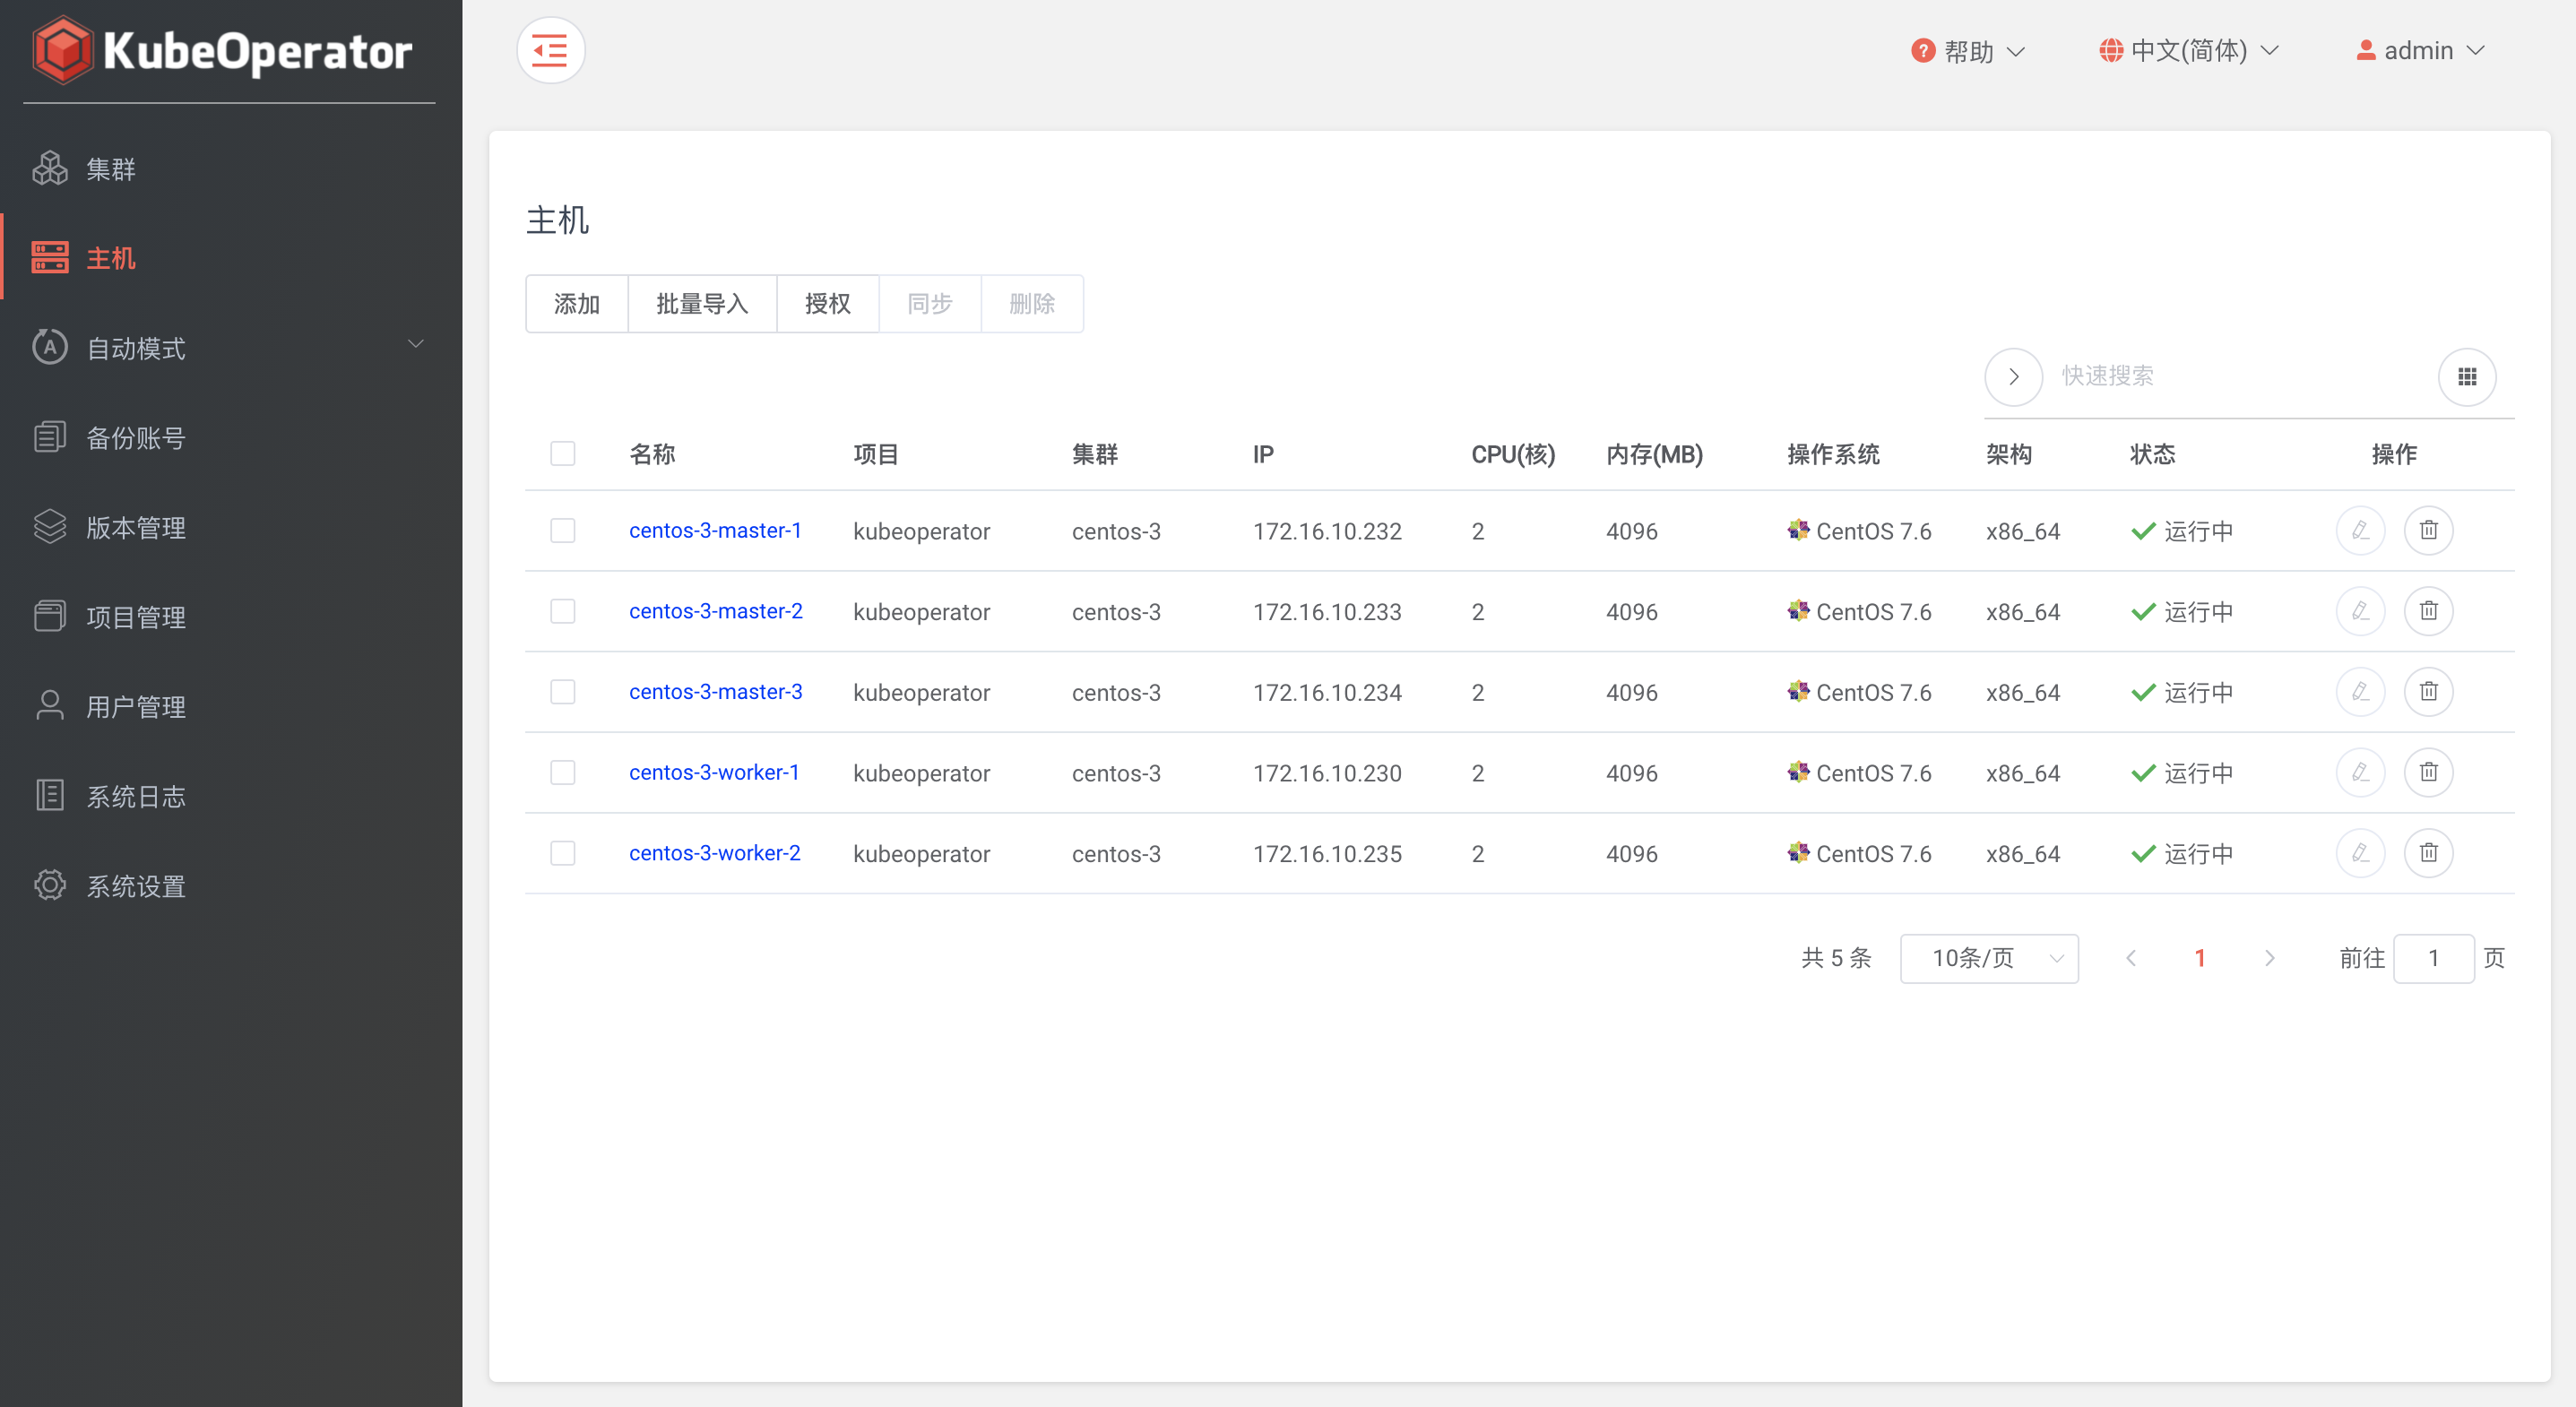 KubeOperator
帮助
中文(简体)
admin
集群
主机
自动模式
备份账号
版本管理
项目管理
用户管理
系统日志
系统设置
主机
添加 批量导入 授权 同步 删除
快速搜索
名称 项目 集群 IP CPU(核) 内存(MB) 操作系统 架构 状态 操作
centos-3-master-1 kubeoperator centos-3 172.16.10.232 2 4096 CentOS 7.6 x86_64 运行中
centos-3-master-2 kubeoperator centos-3 172.16.10.233 2 4096 CentOS 7.6 x86_64 运行中
centos-3-master-3 kubeoperator centos-3 172.16.10.234 2 4096 CentOS 7.6 x86_64 运行中
centos-3-worker-1 kubeoperator centos-3 172.16.10.230 2 4096 CentOS 7.6 x86_64 运行中
centos-3-worker-2 kubeoperator centos-3 172.16.10.235 2 4096 CentOS 7.6 x86_64 运行中
共 5 条 10条/页 1 前往 1 页